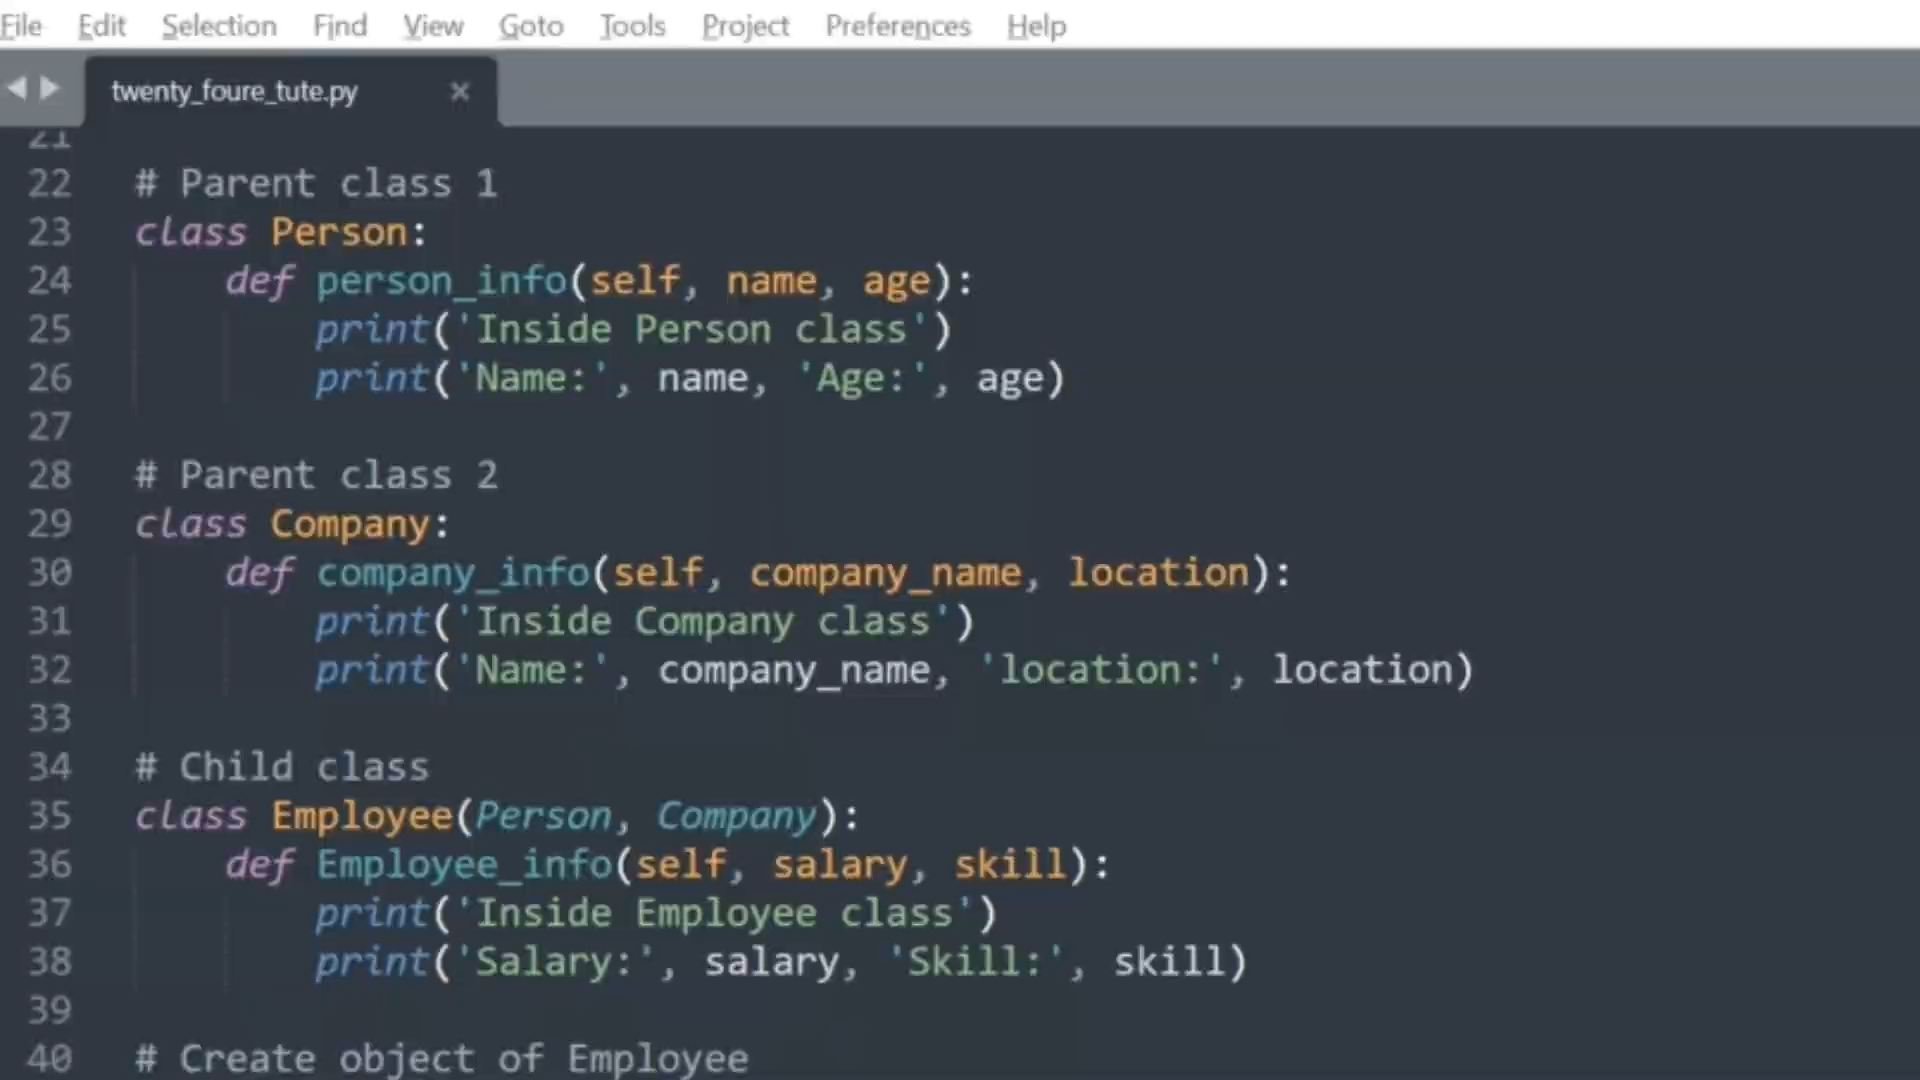 File Edit Selection Find View Goto Tools Project Preferences Help
twenty_foure_tute.py ×
21
22 # Parent class 1
23 class Person:
24     def person_info(self, name, age):
25         print('Inside Person class')
26         print('Name:', name, 'Age:', age)
27
28 # Parent class 2
29 class Company:
30     def company_info(self, company_name, location):
31         print('Inside Company class')
32         print('Name:', company_name, 'location:', location)
33
34 # Child class
35 class Employee(Person, Company):
36     def Employee_info(self, salary, skill):
37         print('Inside Employee class')
38         print('Salary:', salary, 'Skill:', skill)
39
40 # Create object of Employee